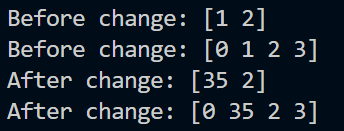 Before change: [1 2]
Before change: [0 1 2 3]
After change: [35 2]
After change: [0 35 2 3]